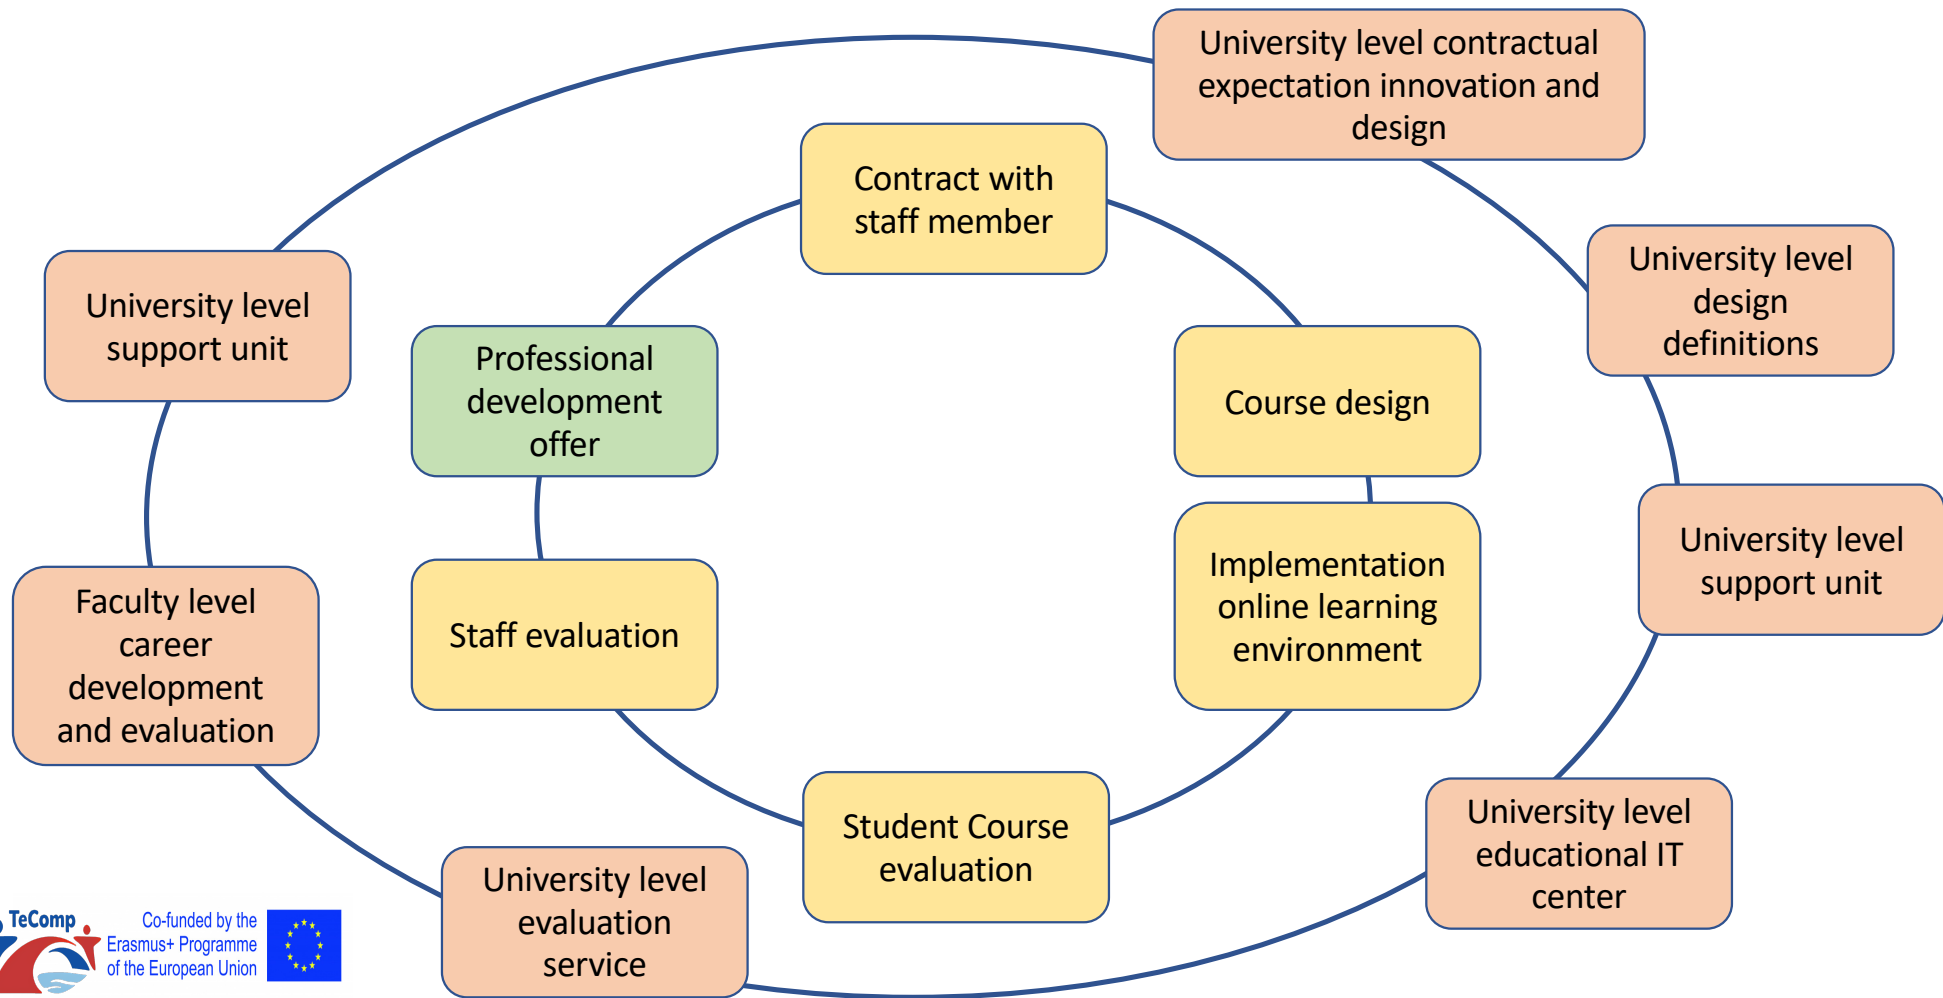 University level contractual
expectation innovation and
design
Contract with
staff member
University level
design
definitions
University level
support unit
Professional
development
offer
Course design
University level
support unit
Implementation
online learning
environment
Faculty level
career
development
and evaluation
Staff evaluation
Student Course
evaluation
University level
educational IT
center
University level
evaluation
service
TeComp
Co-funded by the
Erasmus+ Programme
of the European Union